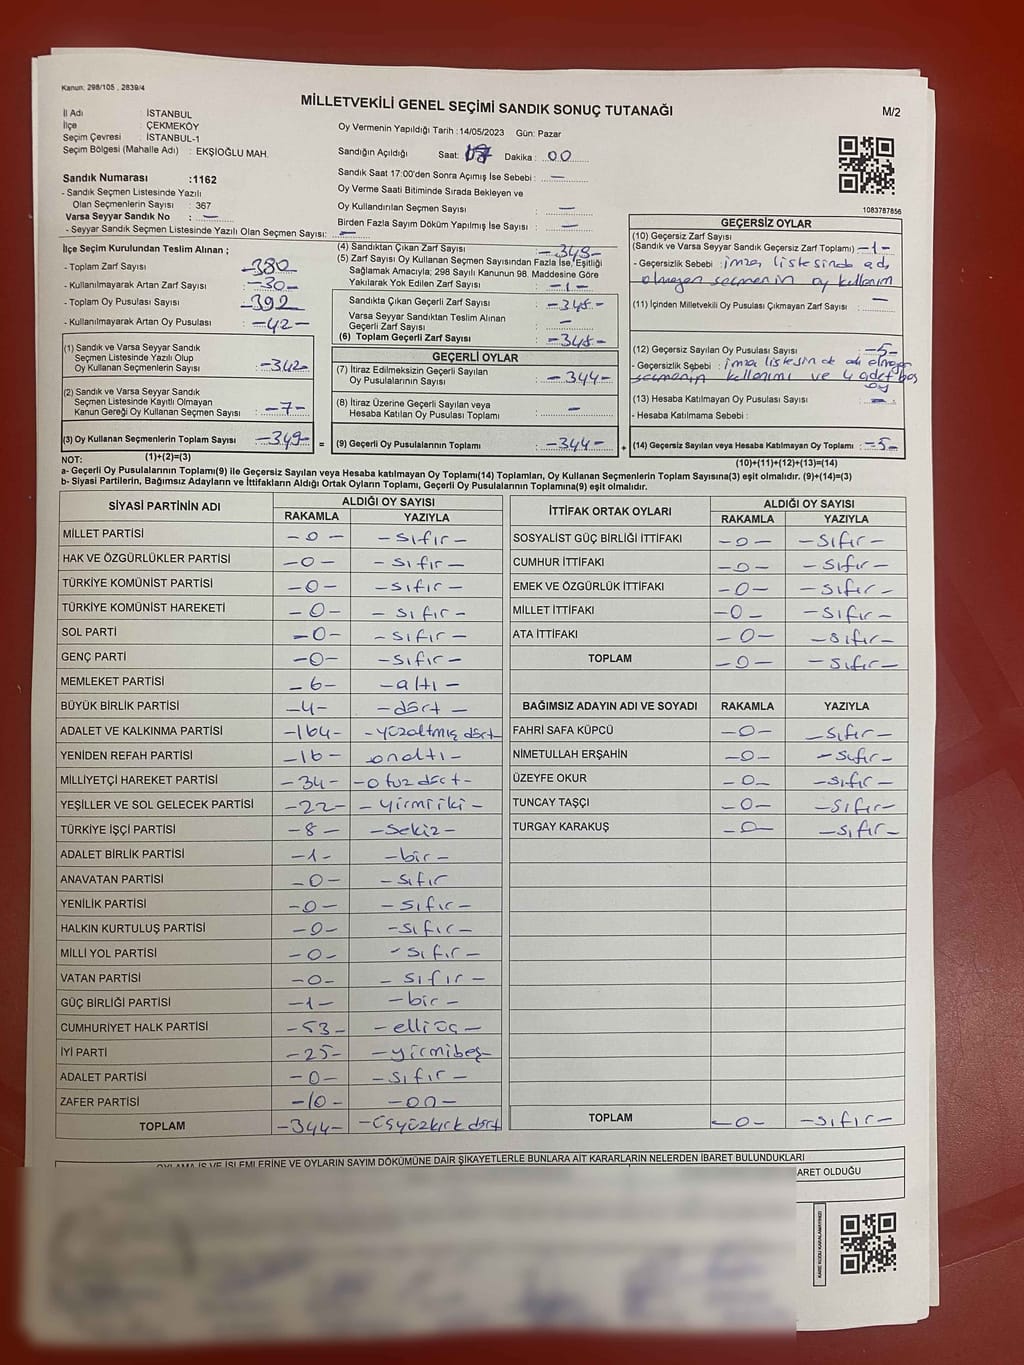 Kanun: 298/105 , 2839/4
MİLLETVEKİLİ GENEL SEÇİMİ SANDIK SONUÇ TUTANAĞI
M/2
İl Adı : İSTANBUL
İlçe : ÇEKMEKÖY
Seçim Çevresi : İSTANBUL-1
Seçim Bölgesi (Mahalle Adı) : EKŞİOĞLU MAH.
Oy Vermenin Yapıldığı Tarih : 14/05/2023 Gün: Pazar
Sandığın Açıldığı Saat: 17 Dakika : 00
Sandık Saat 17:00'den Sonra Açımış İse Sebebi : —
Oy Verme Saati Bitiminde Sırada Bekleyen ve
Oy Kullandırılan Seçmen Sayısı : —
Birden Fazla Sayım Döküm Yapılmış İse Sayısı : —
1083787856
Sandık Numarası :1162
- Sandık Seçmen Listesinde Yazılı
Olan Seçmenlerin Sayısı : 367
Varsa Seyyar Sandık No : —
- Seyyar Sandık Seçmen Listesinde Yazılı Olan Seçmen Sayısı: —
İlçe Seçim Kurulundan Teslim Alınan ;
- Toplam Zarf Sayısı : -380
- Kullanılmayarak Artan Zarf Sayısı : -30-
- Toplam Oy Pusulası Sayısı : -392
- Kullanılmayarak Artan Oy Pusulası : -42-
(1) Sandık ve Varsa Seyyar Sandık
Seçmen Listesinde Yazılı Olup
Oy Kullanan Seçmenlerin Sayısı : -342-
(2) Sandık ve Varsa Seyyar Sandık
Seçmen Listesinde Kayıtlı Olmayan
Kanun Gereği Oy Kullanan Seçmen Sayısı : -7-
(3) Oy Kullanan Seçmenlerin Toplam Sayısı : -349-
(1)+(2)=(3)
(4) Sandıktan Çıkan Zarf Sayısı : -349-
(5) Zarf Sayısı Oy Kullanan Seçmen Sayısından Fazla İse, Eşitliği
Sağlamak Amacıyla; 298 Sayılı Kanunun 98. Maddesine Göre
Yakılarak Yok Edilen Zarf Sayısı : -1-
Sandıkta Çıkan Geçerli Zarf Sayısı : -348-
Varsa Seyyar Sandıktan Teslim Alınan
Geçerli Zarf Sayısı : —
(6) Toplam Geçerli Zarf Sayısı : -348-
GEÇERLİ OYLAR
(7) İtiraz Edilmeksizin Geçerli Sayılan
Oy Pusulalarının Sayısı : -344-
(8) İtiraz Üzerine Geçerli Sayılan veya
Hesaba Katılan Oy Pusulası Toplamı : —
= (9) Geçerli Oy Pusulalarının Toplamı : -344-
GEÇERSİZ OYLAR
(10) Geçersiz Zarf Sayısı
(Sandık ve Varsa Seyyar Sandık Geçersiz Zarf Toplamı) : -1-
- Geçersizlik Sebebi : imza listesinde adı
olmayan seçmenin oy kullanım
(11) İçinden Milletvekili Oy Pusulası Çıkmayan Zarf Sayısı : —
(12) Geçersiz Sayılan Oy Pusulası Sayısı : -5-
- Geçersizlik Sebebi : imza listesinde adı olmayan
seçmenin kullanımı ve 4 adet boş
oy
(13) Hesaba Katılmayan Oy Pusulası Sayısı : —
- Hesaba Katılmama Sebebi :
+ (14) Geçersiz Sayılan veya Hesaba Katılmayan Oy Toplamı : -5-
(10)+(11)+(12)+(13)=(14)
NOT:
a- Geçerli Oy Pusulalarının Toplamı(9) ile Geçersiz Sayılan veya Hesaba katılmayan Oy Toplamı(14) Toplamları, Oy Kullanan Seçmenlerin Toplam Sayısına(3) eşit olmalıdır. (9)+(14)=(3)
b- Siyasi Partilerin, Bağımsız Adayların ve İttifakların Aldığı Ortak Oyların Toplamı, Geçerli Oy Pusulalarının Toplamına(9) eşit olmalıdır.
SİYASİ PARTİNİN ADI ALDIĞI OY SAYISI
RAKAMLA YAZIYLA
MİLLET PARTİSİ -0- -sıfır-
HAK VE ÖZGÜRLÜKLER PARTİSİ -0- -sıfır-
TÜRKİYE KOMÜNİST PARTİSİ -0- -sıfır-
TÜRKİYE KOMÜNİST HAREKETİ -0- -sıfır-
SOL PARTİ -0- -sıfır-
GENÇ PARTİ -0- -sıfır-
MEMLEKET PARTİSİ -6- -altı-
BÜYÜK BİRLİK PARTİSİ -4- -dört-
ADALET VE KALKINMA PARTİSİ -164- -yüzaltmış dört
YENİDEN REFAH PARTİSİ -16- onaltı-
MİLLİYETÇİ HAREKET PARTİSİ -34- -otuz dört-
YEŞİLLER VE SOL GELECEK PARTİSİ -22- -yirmiiki-
TÜRKİYE İŞÇİ PARTİSİ -8- -sekiz-
ADALET BİRLİK PARTİSİ -1- -bir-
ANAVATAN PARTİSİ -0- -sıfır
YENİLİK PARTİSİ -0- -sıfır-
HALKIN KURTULUŞ PARTİSİ -0- -sıfır-
MİLLİ YOL PARTİSİ -0- -sıfır-
VATAN PARTİSİ -0- -sıfır-
GÜÇ BİRLİĞİ PARTİSİ -1- -bir-
CUMHURİYET HALK PARTİSİ -53- -elliüç-
İYİ PARTİ -25- -yirmibeş-
ADALET PARTİSİ -0- -sıfır-
ZAFER PARTİSİ -10- -on-
TOPLAM -344- -üçyüzkırk dört
İTTİFAK ORTAK OYLARI ALDIĞI OY SAYISI
RAKAMLA YAZIYLA
SOSYALİST GÜÇ BİRLİĞİ İTTİFAKI -0- -sıfır-
CUMHUR İTTİFAKI -0- -sıfır-
EMEK VE ÖZGÜRLÜK İTTİFAKI -0- -sıfır-
MİLLET İTTİFAKI -0- -sıfır-
ATA İTTİFAKI -0- -sıfır-
TOPLAM -0- -sıfır-
BAĞIMSIZ ADAYIN ADI VE SOYADI RAKAMLA YAZIYLA
FAHRİ SAFA KÜPCÜ -0- -sıfır-
NİMETULLAH ERŞAHİN -0- -sıfır-
ÜZEYFE OKUR -0- -sıfır-
TUNCAY TAŞÇI -0- -sıfır-
TURGAY KARAKUŞ -0- -sıfır-
TOPLAM -0- -sıfır-
OYLAMA İŞ VE İŞLEMLERİNE VE OYLARIN SAYIM DÖKÜMÜNE DAİR ŞİKAYETLERLE BUNLARA AİT KARARLARIN NELERDEN İBARET BULUNDUKLARI
ARET OLDUĞU
KARE KODU KARALAMAYINIZ!